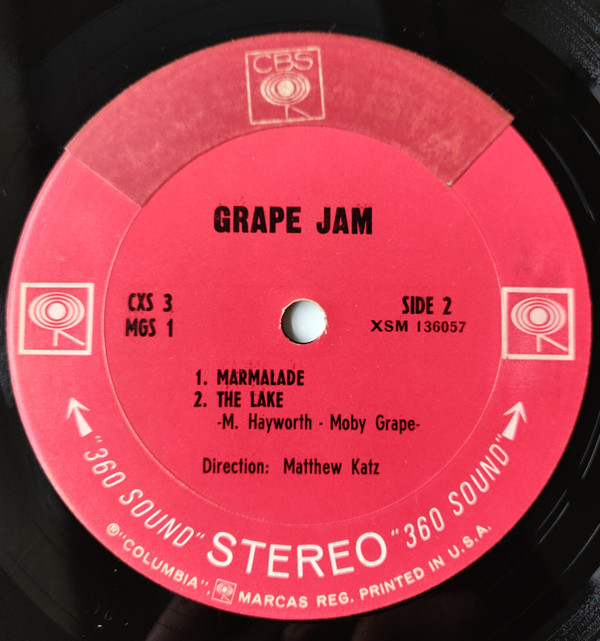 CBS
GRAPE JAM
CXS 3
MGS 1
SIDE 2
XSM 136057
1. MARMALADE
2. THE LAKE
-M. Hayworth - Moby Grape-
Direction: Matthew Katz
"360 SOUND" STEREO "360 SOUND"
®"COLUMBIA", MARCAS REG. PRINTED IN U.S.A.